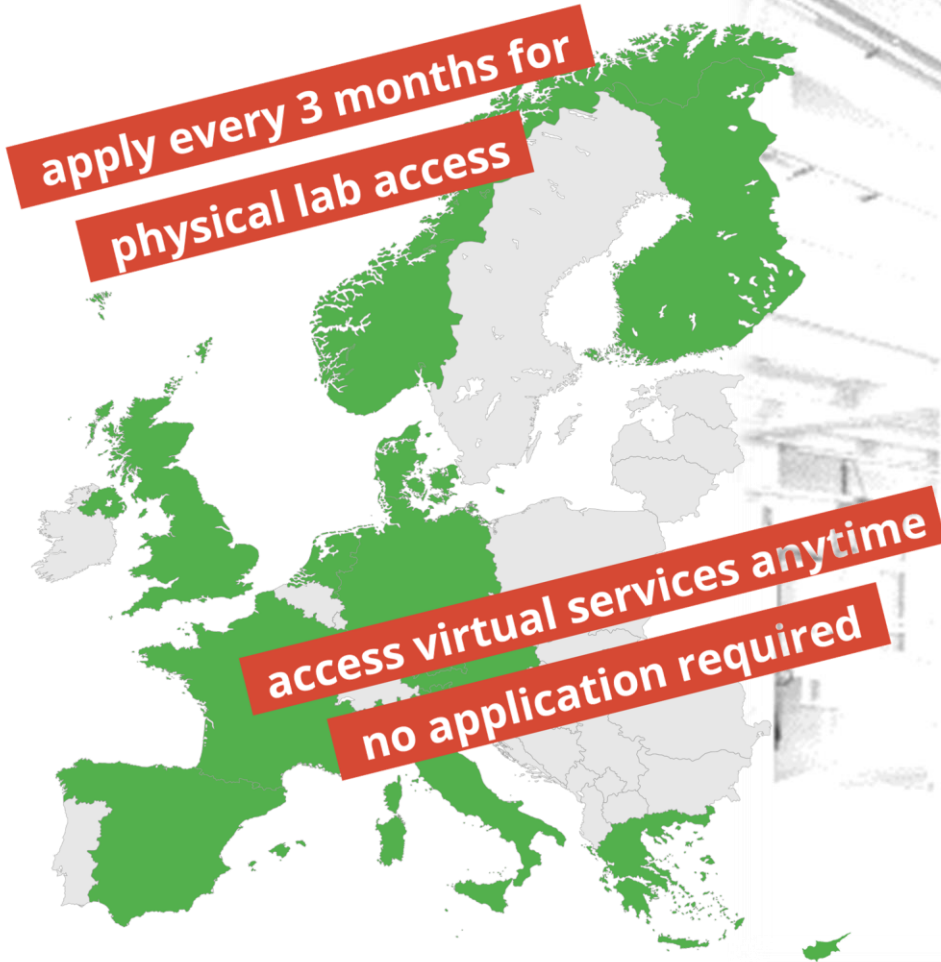 apply every 3 months for
physical lab access
access virtual services anytime
no application required